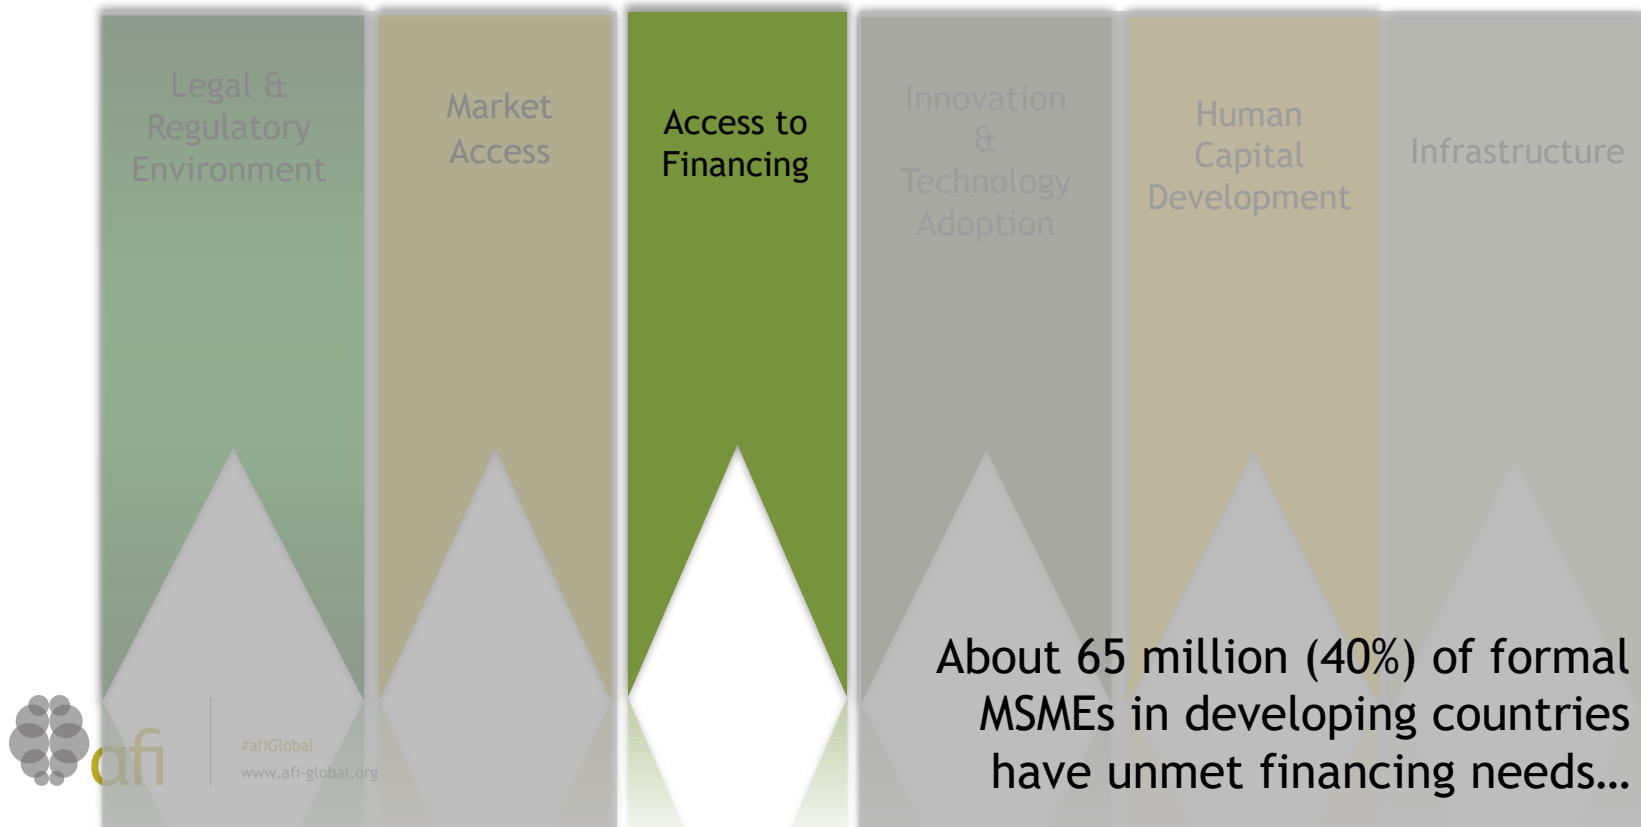 Legal &
Regulatory
Environment
Market
Access
Access to
Financing
Innovation
&
Technology
Adoption
Human
Capital
Development
Infrastructure
About 65 million (40%) of formal
MSMEs in developing countries
have unmet financing needs…
afi
#afiGlobal
www.afi-global.org